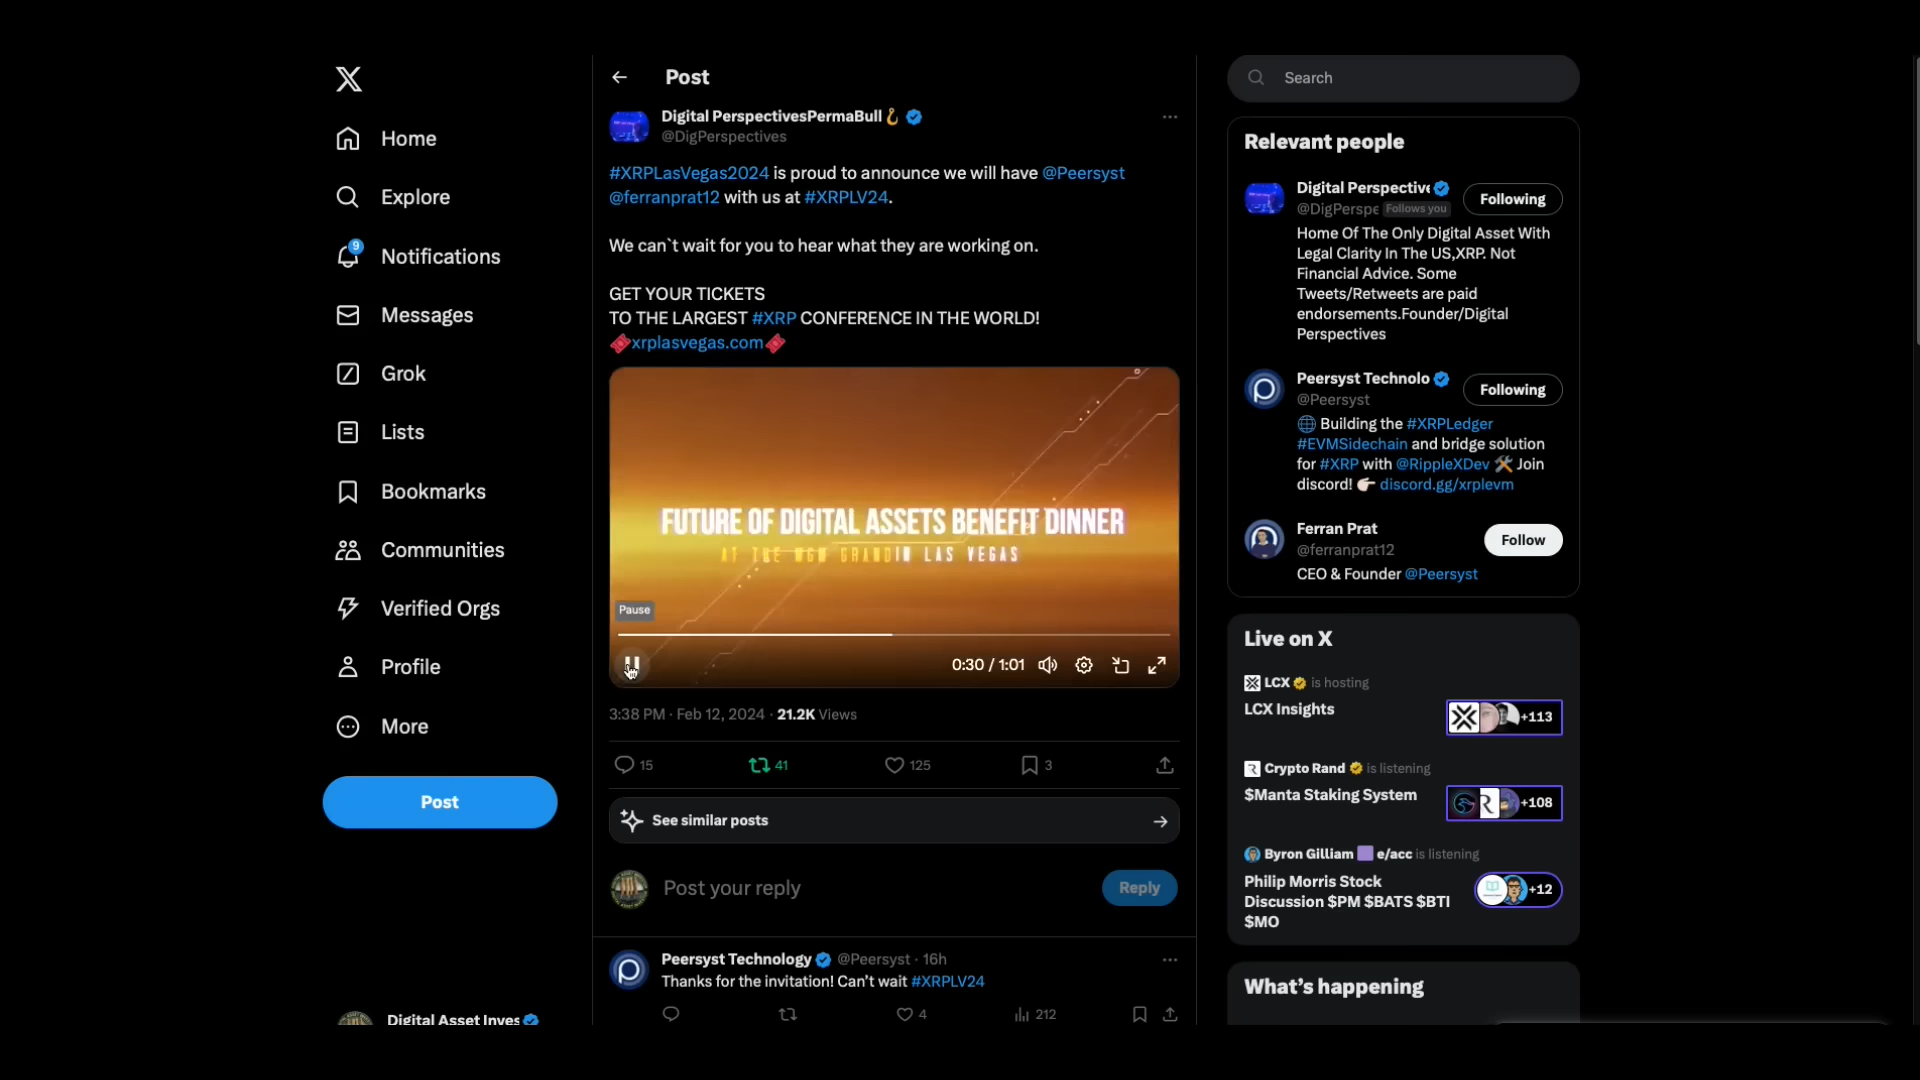 Home
Explore
9
Notifications
Messages
Grok
Lists
Bookmarks
Communities
Verified Orgs
Profile
More
Post
Digital Asset Inves
Post
Digital PerspectivesPermaBull
@DigPerspectives
#XRPLasVegas2024 is proud to announce we will have @Peersyst
@ferranprat12 with us at #XRPLV24.
We can`t wait for you to hear what they are working on.
GET YOUR TICKETS
TO THE LARGEST #XRP CONFERENCE IN THE WORLD!
xrplasvegas.com
FUTURE OF DIGITAL ASSETS BENEFIT DINNER
AT THE MGM GRAND IN LAS VEGAS
Pause
0:30 / 1:01
3:38 PM · Feb 12, 2024 · 21.2K Views
15 41 125 3
See similar posts
Post your reply
Reply
Peersyst Technology @Peersyst · 16h
Thanks for the invitation! Can't wait #XRPLV24
4 212
Search
Relevant people
Digital Perspective
@DigPerspe Follows you
Following
Home Of The Only Digital Asset With
Legal Clarity In The US,XRP. Not
Financial Advice. Some
Tweets/Retweets are paid
endorsements.Founder/Digital
Perspectives
Peersyst Technolo
@Peersyst
Following
Building the #XRPLedger
#EVMSidechain and bridge solution
for #XRP with @RippleXDev Join
discord! discord.gg/xrplevm
Ferran Prat
@ferranprat12
Follow
CEO & Founder @Peersyst
Live on X
LCX is hosting
LCX Insights
+113
Crypto Rand is listening
$Manta Staking System
+108
Byron Gilliam e/acc is listening
Philip Morris Stock
Discussion $PM $BATS $BTI
$MO
+12
What's happening